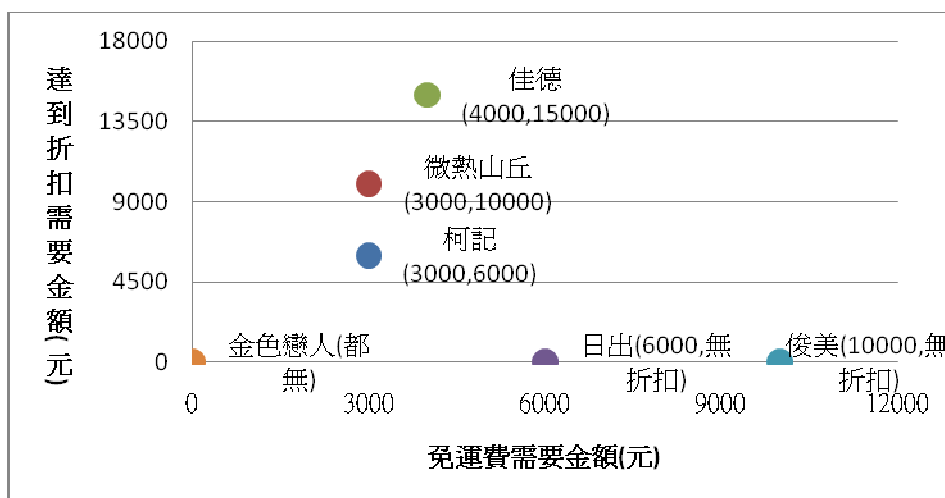 達到折扣需要金額(元)
18000
13500
9000
4500
0
佳德
(4000,15000)
微熱山丘
(3000,10000)
柯記
(3000,6000)
金色戀人(都
無)
日出(6000,無
折扣)
俊美(10000,無
折扣)
0
3000
6000
9000
12000
免運費需要金額(元)